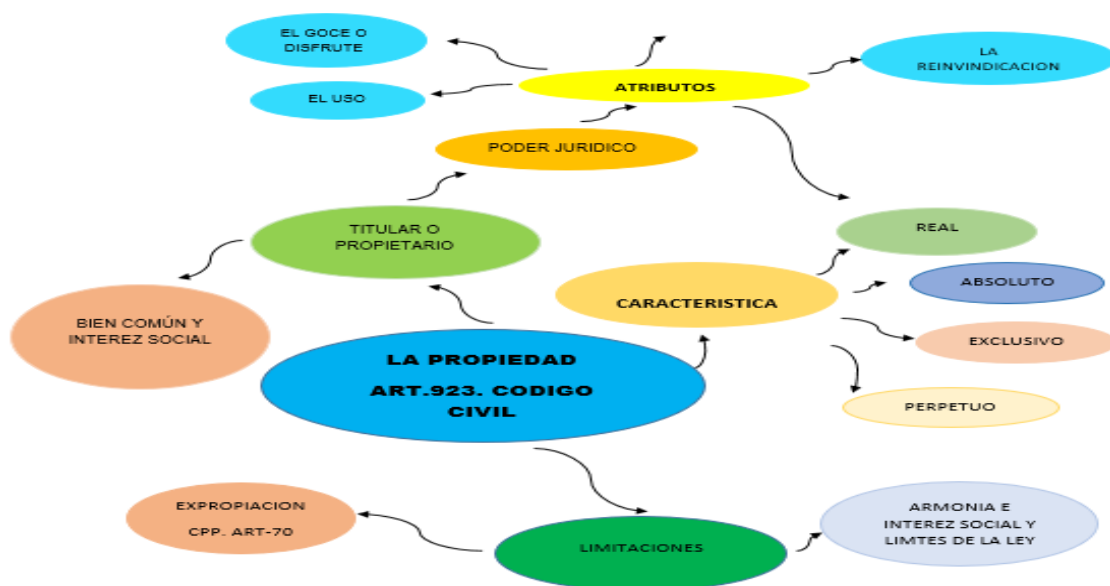 EL GOCE O
DISFRUTE
LA
REINVINDICACION
ATRIBUTOS
EL USO
PODER JURIDICO
TITULAR O
PROPIETARIO
REAL
ABSOLUTO
CARACTERISTICA
BIEN COMÚN Y
INTEREZ SOCIAL
EXCLUSIVO
LA PROPIEDAD
ART.923. CODIGO
CIVIL
PERPETUO
EXPROPIACION
CPP. ART-70
ARMONIA E
INTEREZ SOCIAL Y
LIMTES DE LA LEY
LIMITACIONES